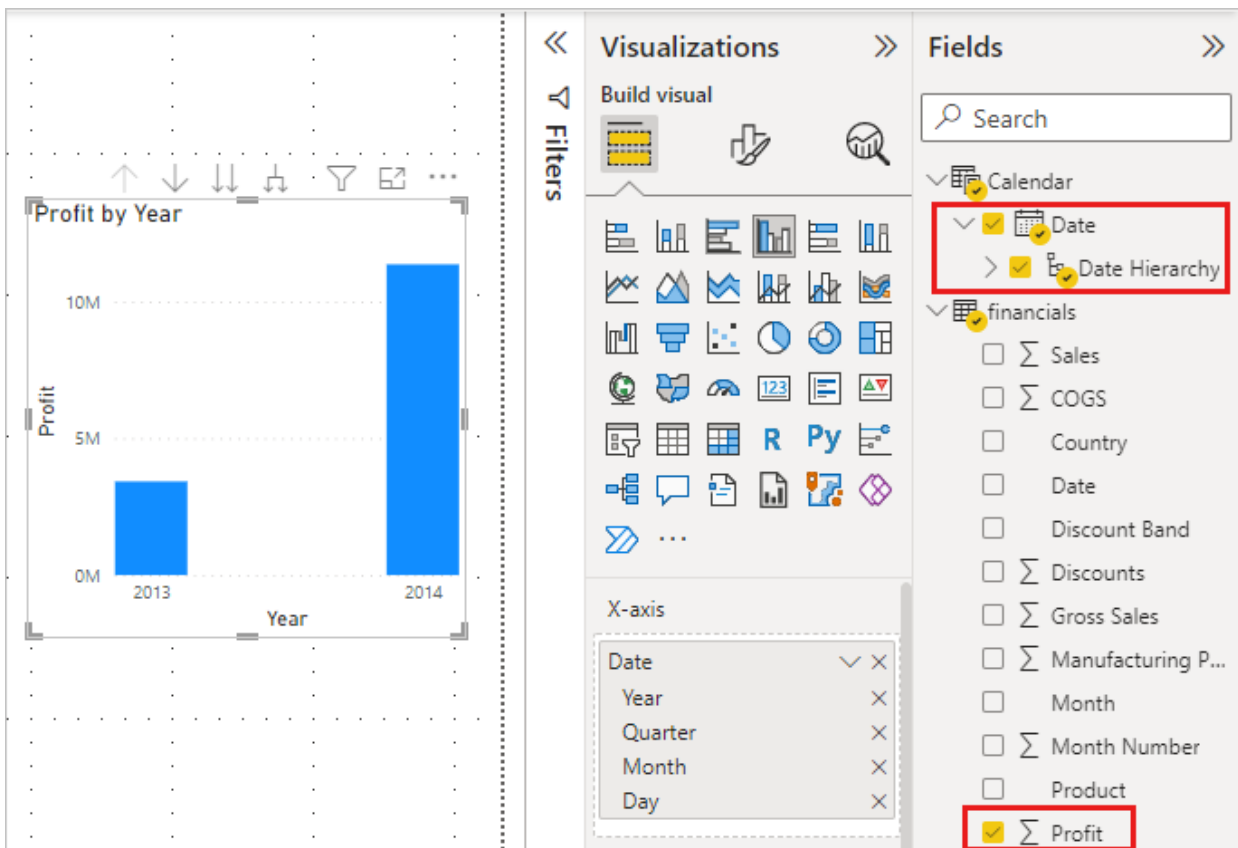 Profit by Year
10M
5M
0M
Profit
2013
2014
Year
Filters
Visualizations
Build visual
123
R
Py
...
X-axis
Date
Year
Quarter
Month
Day
Fields
Search
Calendar
Date
Date Hierarchy
financials
Σ Sales
Σ COGS
Country
Date
Discount Band
Σ Discounts
Σ Gross Sales
Σ Manufacturing P...
Month
Σ Month Number
Product
Σ Profit